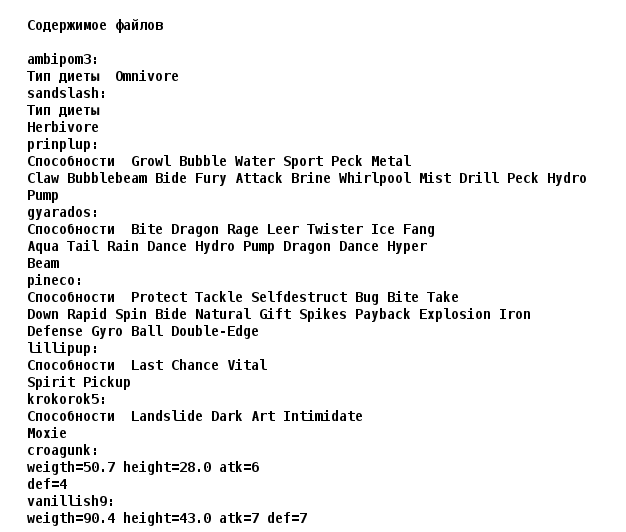 Содержимое файлов
ambipom3:
Тип диеты  Omnivore
sandslash:
Тип диеты
Herbivore
prinplup:
Способности  Growl Bubble Water Sport Peck Metal
Claw Bubblebeam Bide Fury Attack Brine Whirlpool Mist Drill Peck Hydro
Pump
gyarados:
Способности  Bite Dragon Rage Leer Twister Ice Fang
Aqua Tail Rain Dance Hydro Pump Dragon Dance Hyper
Beam
pineco:
Способности  Protect Tackle Selfdestruct Bug Bite Take
Down Rapid Spin Bide Natural Gift Spikes Payback Explosion Iron
Defense Gyro Ball Double-Edge
lillipup:
Способности  Last Chance Vital
Spirit Pickup
krokorok5:
Способности  Landslide Dark Art Intimidate
Moxie
croagunk:
weigth=50.7 height=28.0 atk=6
def=4
vanillish9:
weigth=90.4 height=43.0 atk=7 def=7